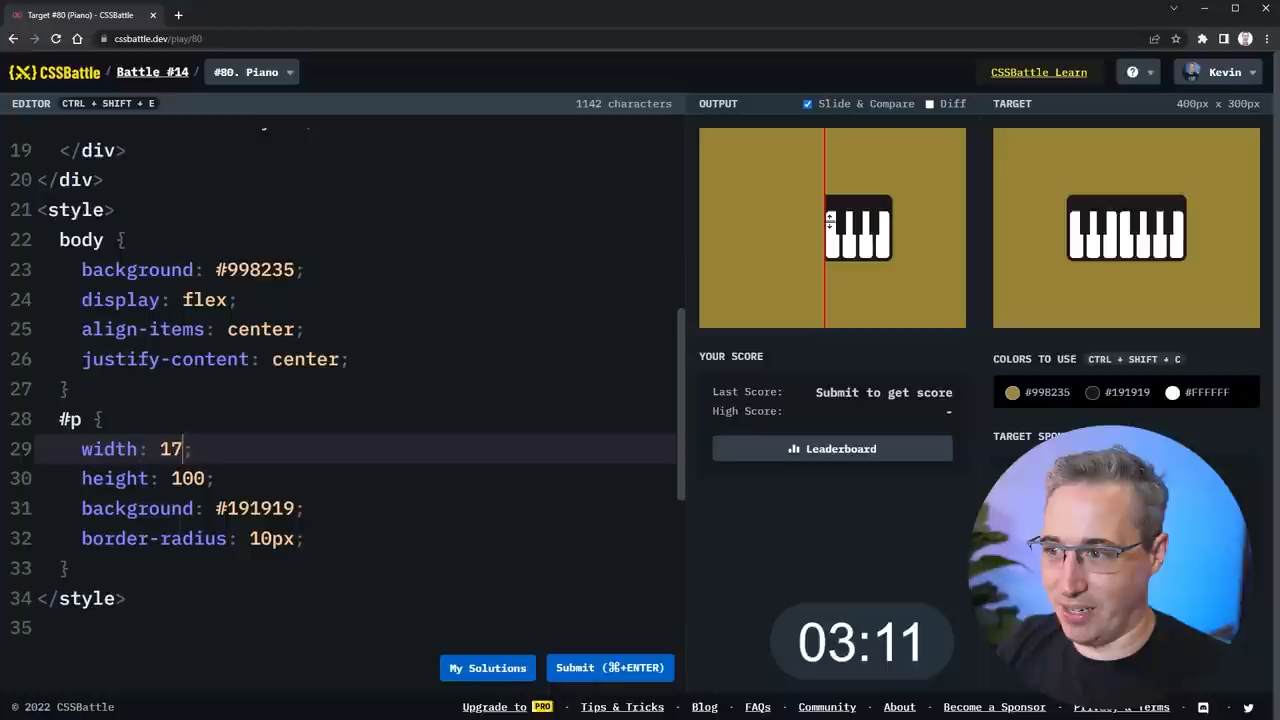 Target #80 (Piano) - CSSBattle
cssbattle.dev/play/80
{X} CSSBattle / Battle #14 / #80. Piano
CSSBattle Learn
?
Kevin
EDITOR CTRL + SHIFT + E 1142 characters
OUTPUT Slide & Compare Diff
TARGET 400px x 300px
19 </div>
20 </div>
21 <style>
22 body {
23 background: #998235;
24 display: flex;
25 align-items: center;
26 justify-content: center;
27 }
28 #p {
29 width: 17;
30 height: 100;
31 background: #191919;
32 border-radius: 10px;
33 }
34 </style>
35
YOUR SCORE
Last Score: Submit to get score
High Score: -
Leaderboard
COLORS TO USE CTRL + SHIFT + C
#998235 #191919 #FFFFFF
TARGET
03:11
My Solutions
Submit (⌘+ENTER)
© 2022 CSSBattle
Upgrade to PRO · Tips & Tricks · Blog · FAQs · Community · About · Become a Sponsor · Privacy & Terms